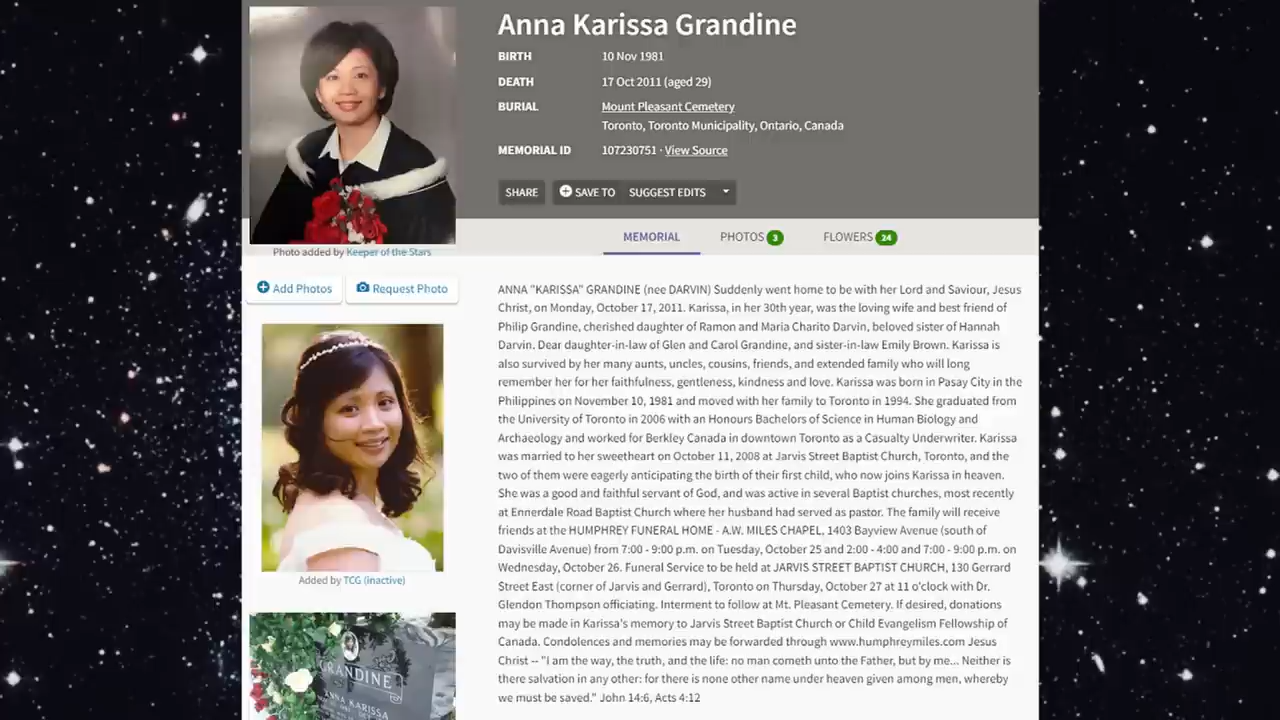 Anna Karissa Grandine
BIRTH 10 Nov 1981
DEATH 17 Oct 2011 (aged 29)
BURIAL Mount Pleasant Cemetery
Toronto, Toronto Municipality, Ontario, Canada
MEMORIAL ID 107230751 · View Source
SHARE SAVE TO SUGGEST EDITS
MEMORIAL PHOTOS 3 FLOWERS 24
Photo added by Keeper of the Stars
Add Photos Request Photo
Added by TCG (inactive)
GRANDINE
ANNA KARISSA
ANNA "KARISSA" GRANDINE (nee DARVIN) Suddenly went home to be with her Lord and Saviour, Jesus
Christ, on Monday, October 17, 2011. Karissa, in her 30th year, was the loving wife and best friend of
Philip Grandine, cherished daughter of Ramon and Maria Charito Darvin, beloved sister of Hannah
Darvin. Dear daughter-in-law of Glen and Carol Grandine, and sister-in-law Emily Brown. Karissa is
also survived by her many aunts, uncles, cousins, friends, and extended family who will long
remember her for her faithfulness, gentleness, kindness and love. Karissa was born in Pasay City in the
Philippines on November 10, 1981 and moved with her family to Toronto in 1994. She graduated from
the University of Toronto in 2006 with an Honours Bachelors of Science in Human Biology and
Archaeology and worked for Berkley Canada in downtown Toronto as a Casualty Underwriter. Karissa
was married to her sweetheart on October 11, 2008 at Jarvis Street Baptist Church, Toronto, and the
two of them were eagerly anticipating the birth of their first child, who now joins Karissa in heaven.
She was a good and faithful servant of God, and was active in several Baptist churches, most recently
at Ennerdale Road Baptist Church where her husband had served as pastor. The family will receive
friends at the HUMPHREY FUNERAL HOME - A.W. MILES CHAPEL, 1403 Bayview Avenue (south of
Davisville Avenue) from 7:00 - 9:00 p.m. on Tuesday, October 25 and 2:00 - 4:00 and 7:00 - 9:00 p.m. on
Wednesday, October 26. Funeral Service to be held at JARVIS STREET BAPTIST CHURCH, 130 Gerrard
Street East (corner of Jarvis and Gerrard), Toronto on Thursday, October 27 at 11 o'clock with Dr.
Glendon Thompson officiating. Interment to follow at Mt. Pleasant Cemetery. If desired, donations
may be made in Karissa's memory to Jarvis Street Baptist Church or Child Evangelism Fellowship of
Canada. Condolences and memories may be forwarded through www.humphreymiles.com Jesus
Christ -- "I am the way, the truth, and the life: no man cometh unto the Father, but by me... Neither is
there salvation in any other: for there is none other name under heaven given among men, whereby
we must be saved." John 14:6, Acts 4:12